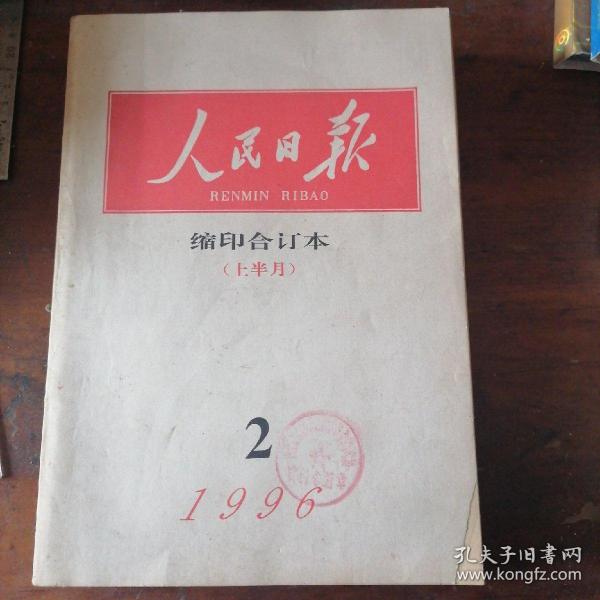 人民日报
RENMIN RIBAO
缩印合订本
(上半月)
2
1996
孔夫子旧书网
www.kongfz.com